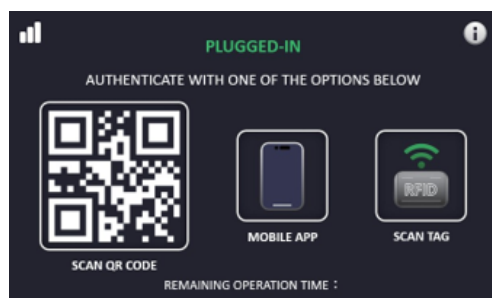 PLUGGED-IN
AUTHENTICATE WITH ONE OF THE OPTIONS BELOW
RFID
MOBILE APP
SCAN TAG
SCAN QR CODE
REMAINING OPERATION TIME :